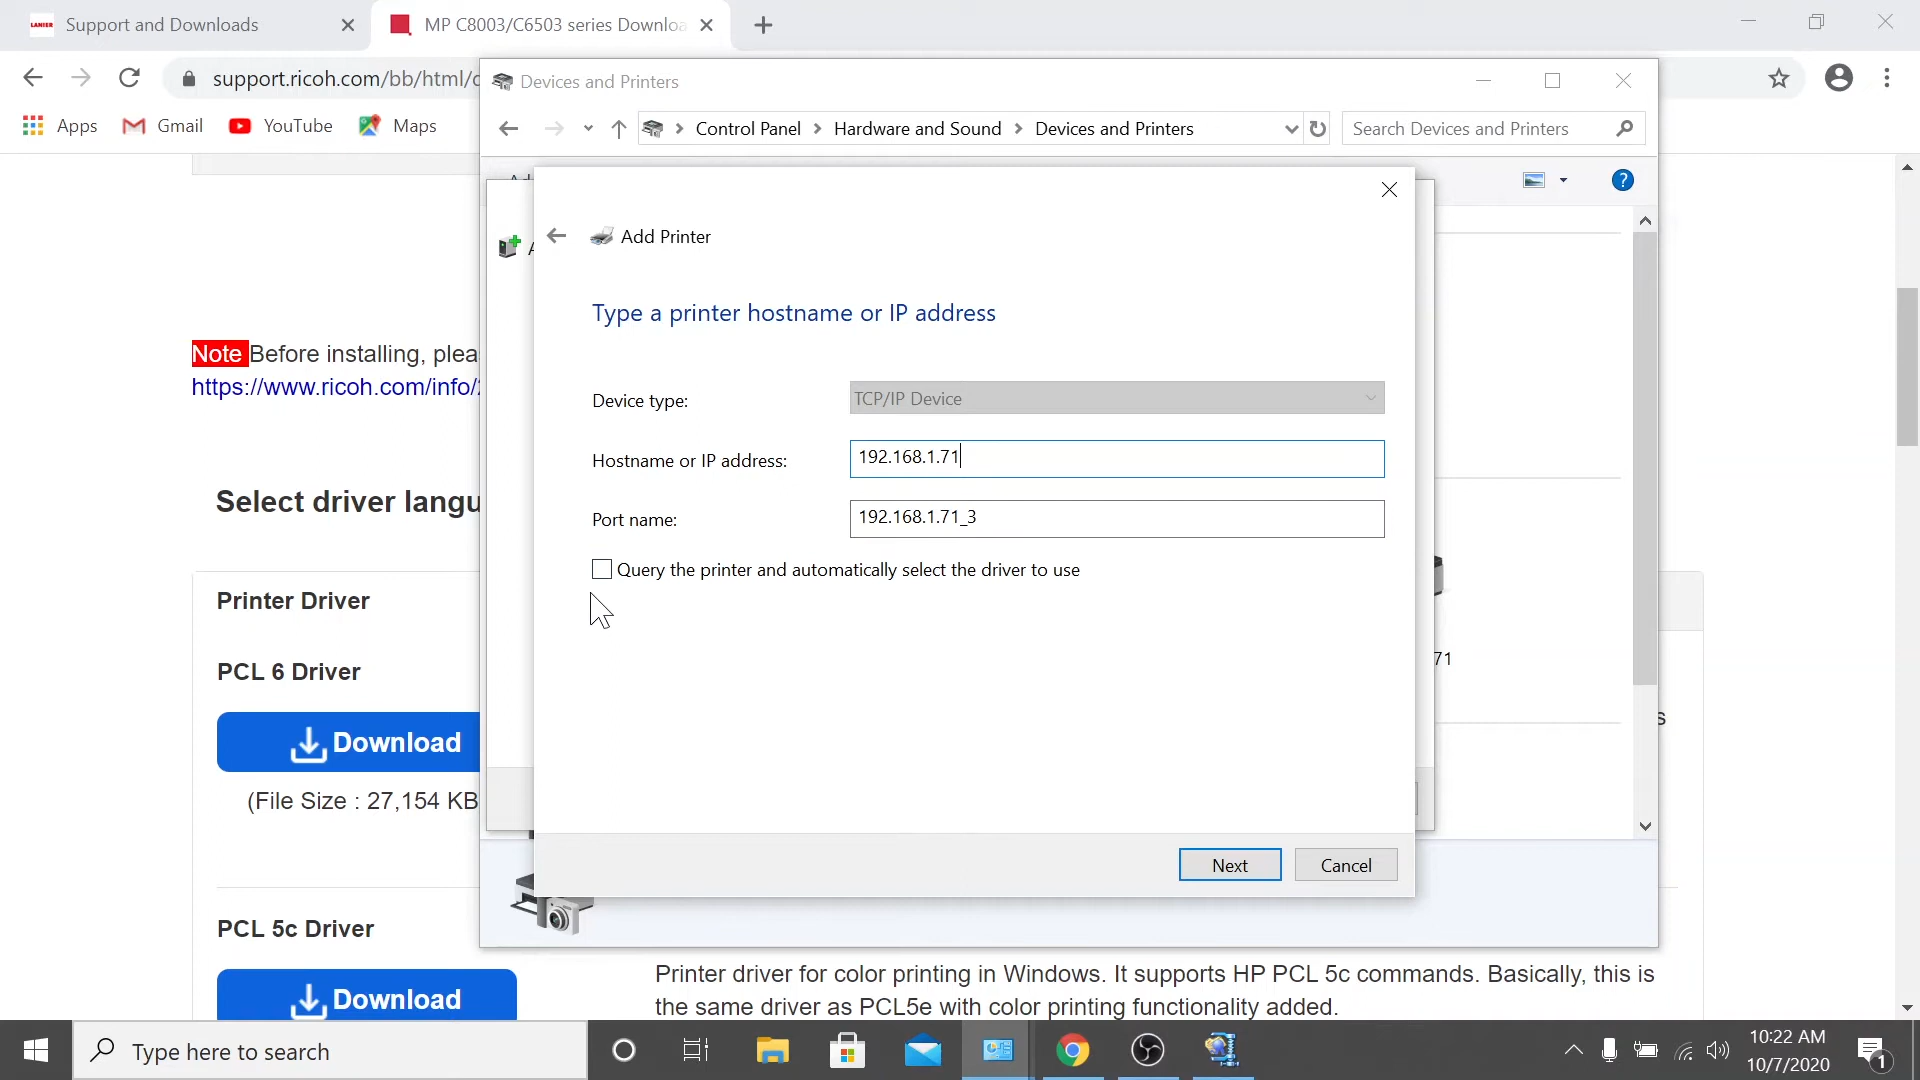 LANIER
Support and Downloads
MP C8003/C6503 series Downloa
support.ricoh.com/bb/html/c
Apps
Gmail
YouTube
Maps
Devices and Printers
Control Panel > Hardware and Sound > Devices and Printers
Search Devices and Printers
Ad
?
A
Add Printer
Type a printer hostname or IP address
Device type:
TCP/IP Device
Hostname or IP address:
192.168.1.71
Port name:
192.168.1.71_3
Query the printer and automatically select the driver to use
71
Next
Cancel
Note Before installing, plea
https://www.ricoh.com/info/2
Select driver langu
Printer Driver
PCL 6 Driver
Download
(File Size : 27,154 KB
s
PCL 5c Driver
Download
Printer driver for color printing in Windows. It supports HP PCL 5c commands. Basically, this is
the same driver as PCL5e with color printing functionality added.
Type here to search
10:22 AM
10/7/2020
1